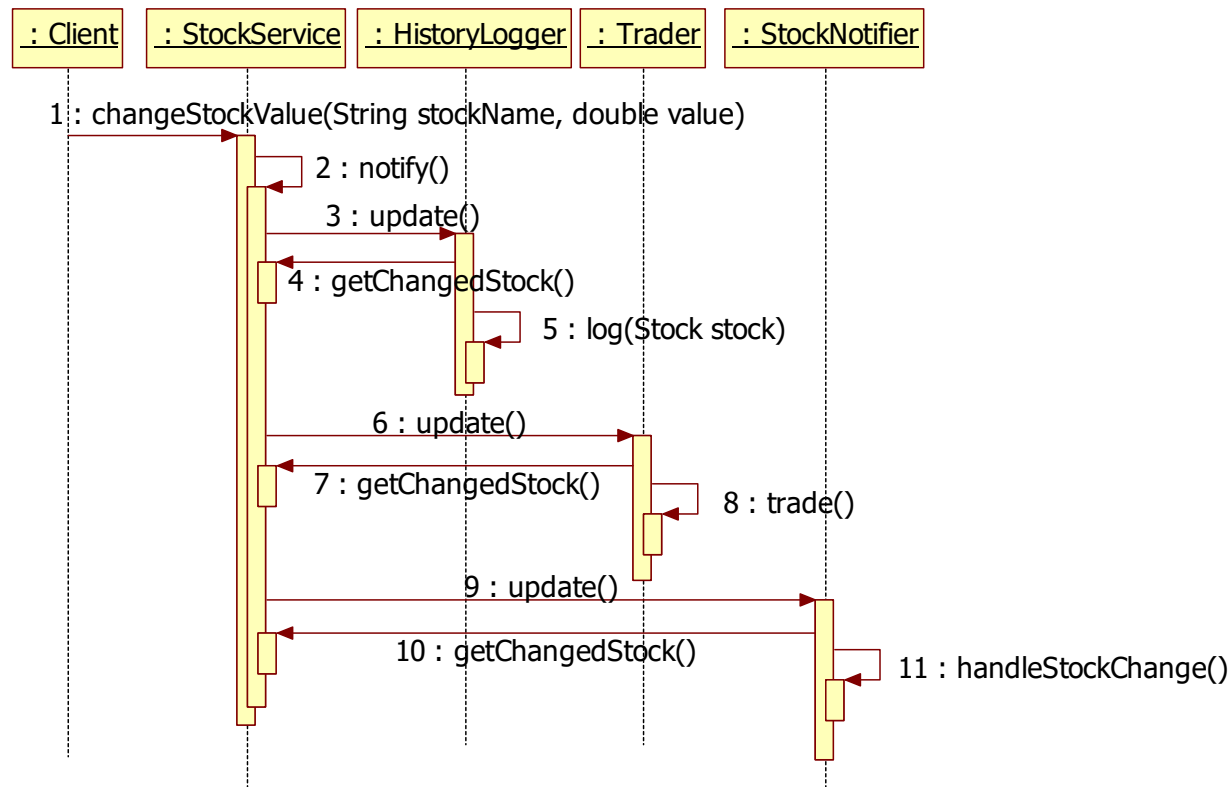 : Client
: StockService
: HistoryLogger
: Trader
: StockNotifier
1 : changeStockValue(String stockName, double value)
2 : notify()
3 : update()
4 : getChangedStock()
5 : log(Stock stock)
6 : update()
7 : getChangedStock()
8 : trade()
9 : update()
10 : getChangedStock()
11 : handleStockChange()